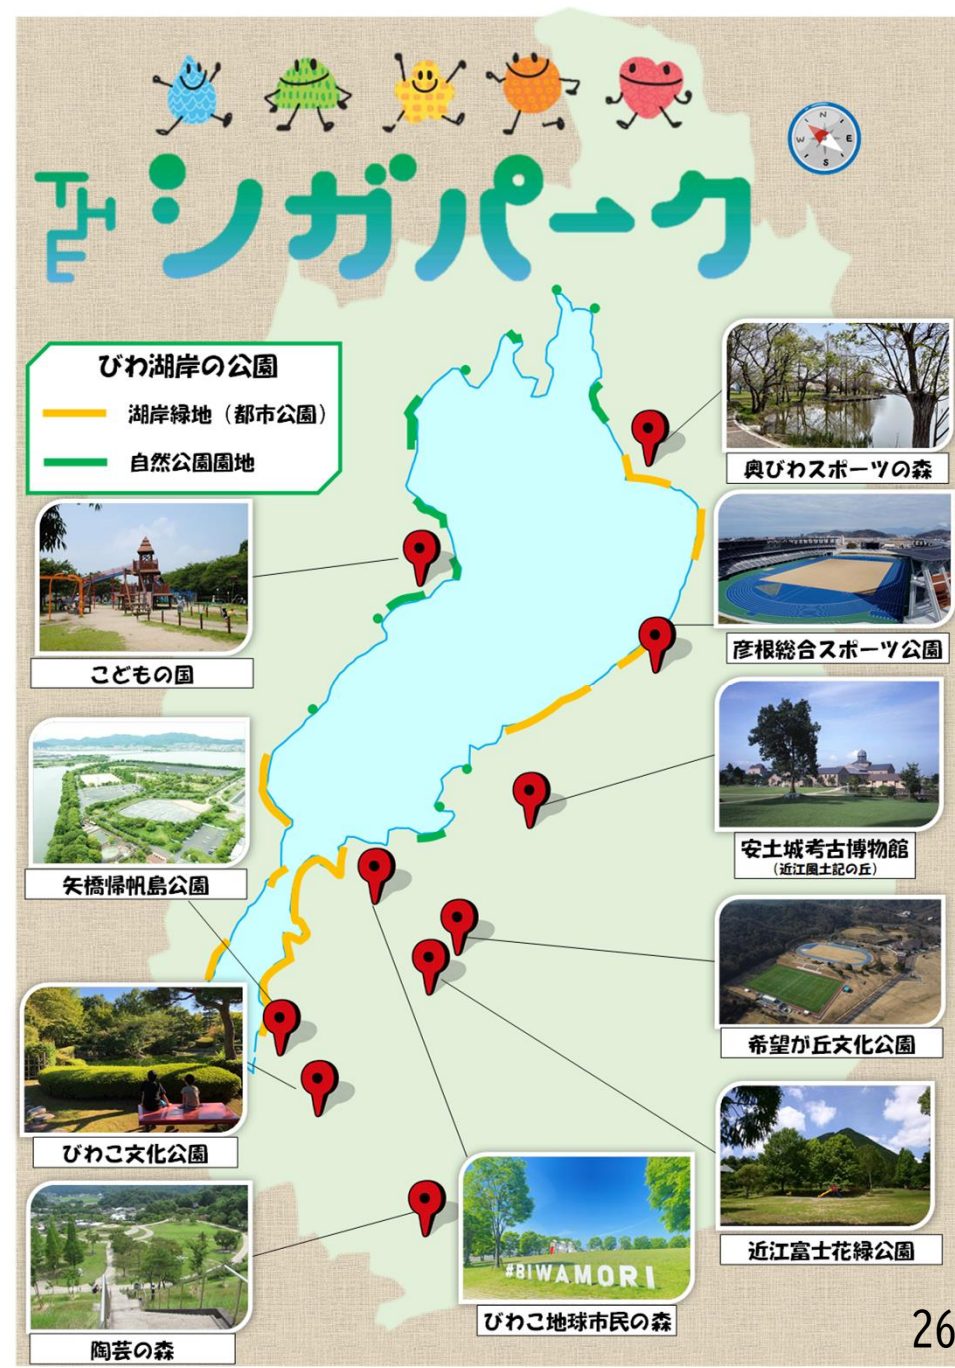 THE シガパーク
N
W E
S
びわ湖岸の公園
湖岸緑地（都市公園）
自然公園園地
奥びわスポーツの森
彦根総合スポーツ公園
こどもの国
安土城考古博物館
（近江風土記の丘）
矢橋帰帆島公園
希望が丘文化公園
びわこ文化公園
近江富士花緑公園
#BIWAMORI
びわこ地球市民の森
陶芸の森
26